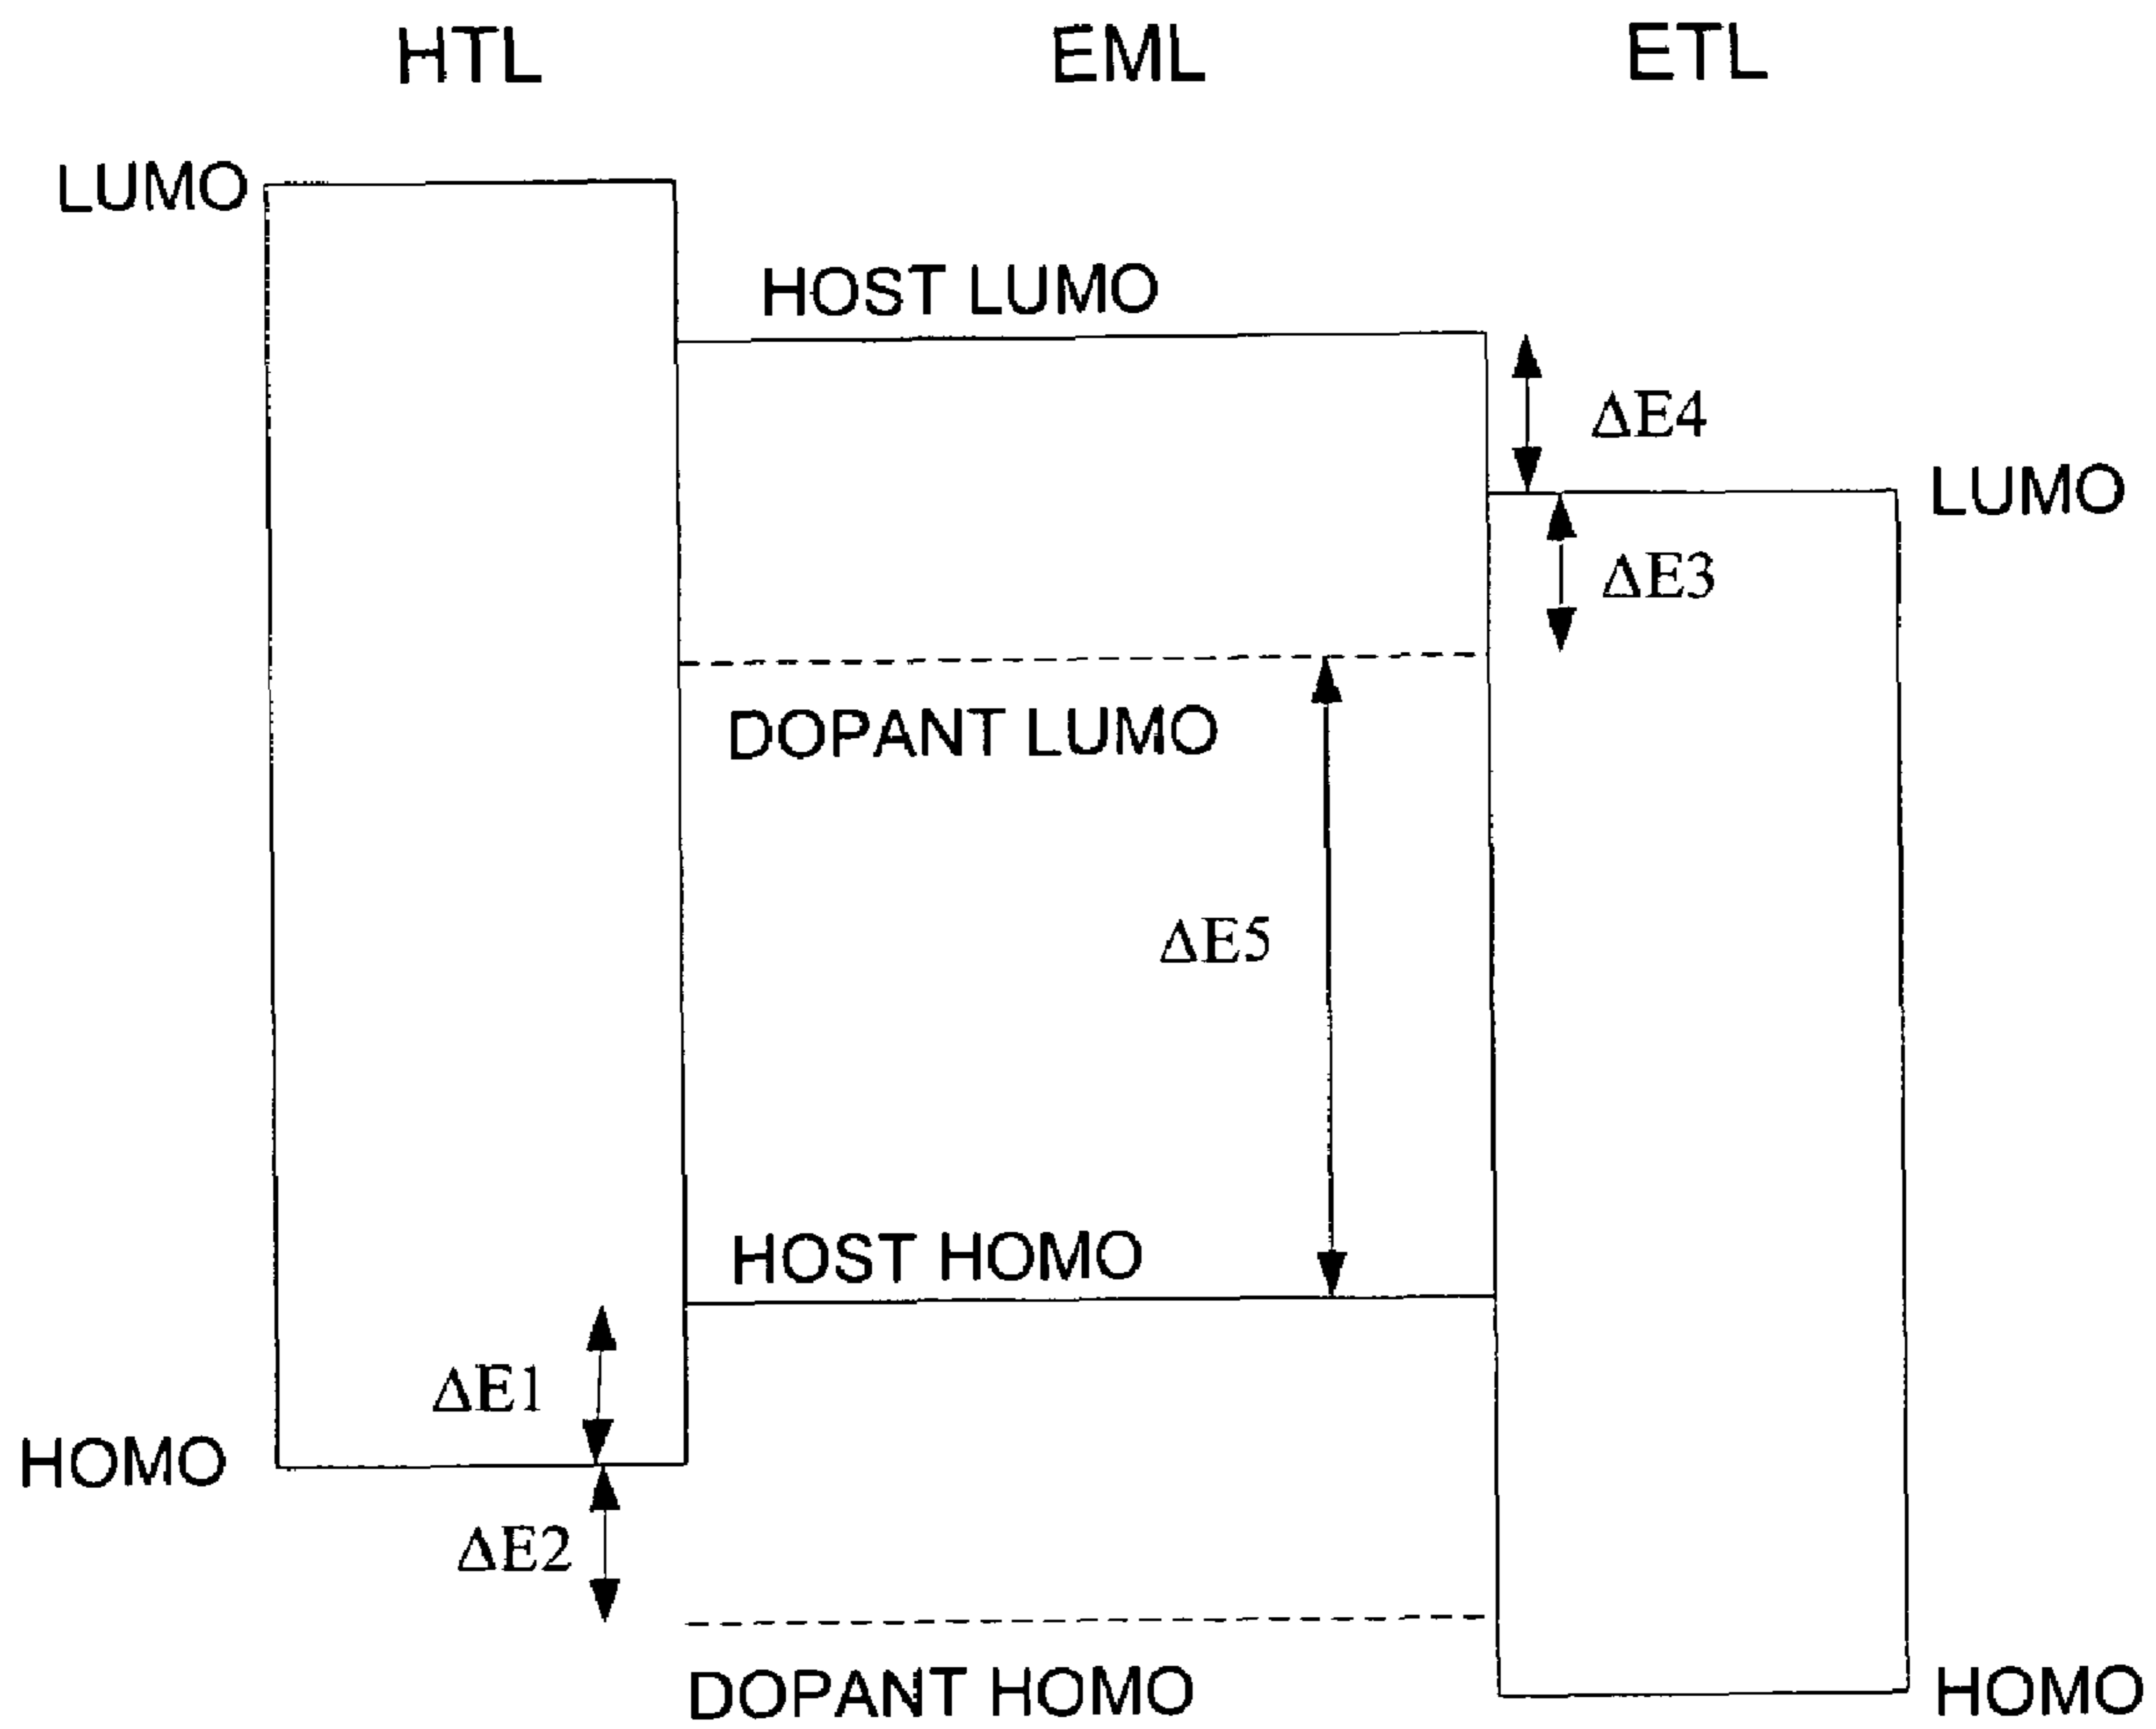 HTL EML ETL
LUMO
HOST LUMO
ΔE4
LUMO
ΔE3
DOPANT LUMO
ΔE5
HOST HOMO
ΔE1
HOMO
ΔE2
DOPANT HOMO
HOMO